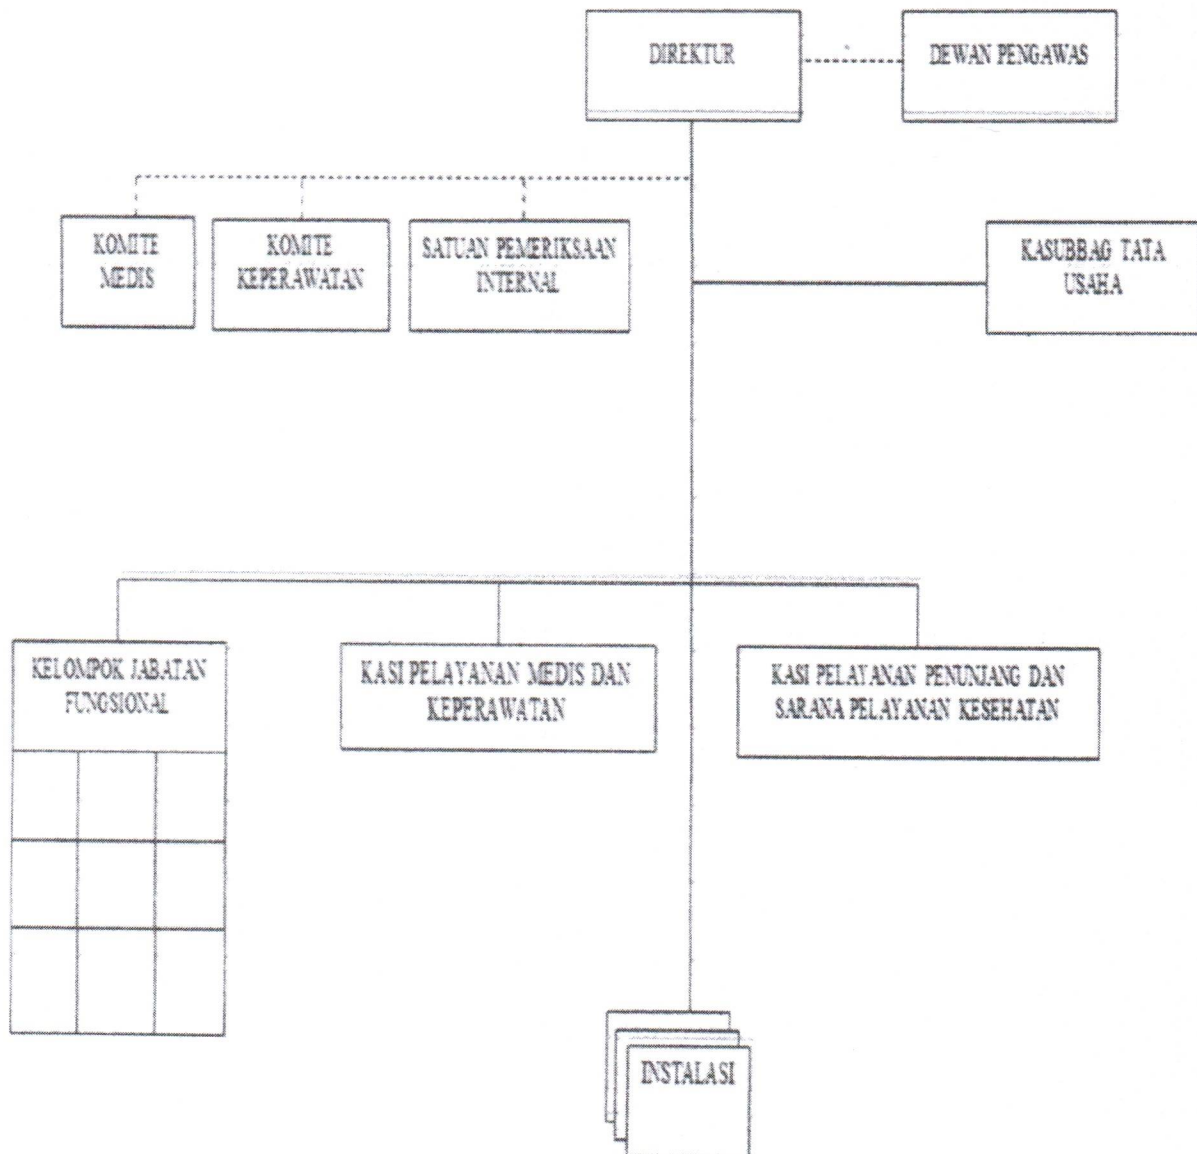 DIREKTUR
DEWAN PENGAWAS
KOMITE
MEDIS
KOMITE
KEPERAWATAN
SATUAN PEMERIKSAAN
INTERNAL
KASUBBAG TATA
USAHA
KELOMPOK JABATAN
FUNGSIONAL
KASI PELAYANAN MEDIS DAN
KEPERAWATAN
KASI PELAYANAN PENUNJANG DAN
SARANA PELAYANAN KESEHATAN
INSTALASI